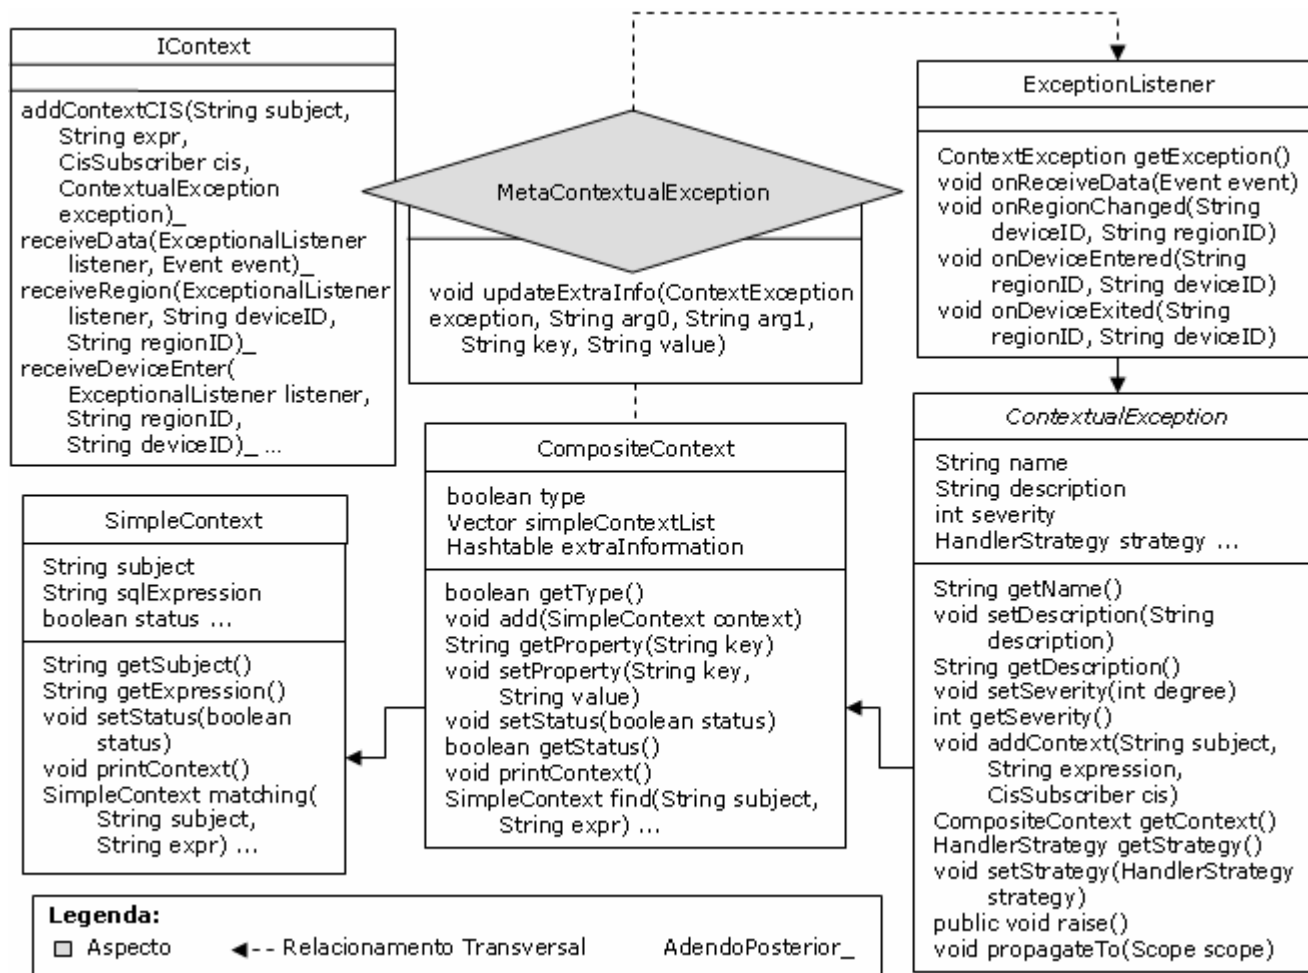 IContext
addContextCIS(String subject,
String expr,
CisSubscriber cis,
ContextualException
exception)_
receiveData(ExceptionalListener
listener, Event event)_
receiveRegion(ExceptionalListener
listener, String deviceID,
String regionID)_
receiveDeviceEnter(
ExceptionalListener listener,
String regionID,
String deviceID)_ ...
MetaContextualException
void updateExtraInfo(ContextException
exception, String arg0, String arg1,
String key, String value)
ExceptionListener
ContextException getException()
void onReceiveData(Event event)
void onRegionChanged(String
deviceID, String regionID)
void onDeviceEntered(String
regionID, String deviceID)
void onDeviceExited(String
regionID, String deviceID)
SimpleContext
String subject
String sqlExpression
boolean status ...
String getSubject()
String getExpression()
void setStatus(boolean
status)
void printContext()
SimpleContext matching(
String subject,
String expr) ...
CompositeContext
boolean type
Vector simpleContextList
Hashtable extraInformation
boolean getType()
void add(SimpleContext context)
String getProperty(String key)
void setProperty(String key,
String value)
void setStatus(boolean status)
boolean getStatus()
void printContext()
SimpleContext find(String subject,
String expr) ...
ContextualException
String name
String description
int severity
HandlerStrategy strategy ...
String getName()
void setDescription(String
description)
String getDescription()
void setSeverity(int degree)
int getSeverity()
void addContext(String subject,
String expression,
CisSubscriber cis)
CompositeContext getContext()
HandlerStrategy getStrategy()
void setStrategy(HandlerStrategy
strategy)
public void raise()
void propagateTo(Scope scope)
Legenda:
Aspecto Relacionamento Transversal AdendoPosterior_